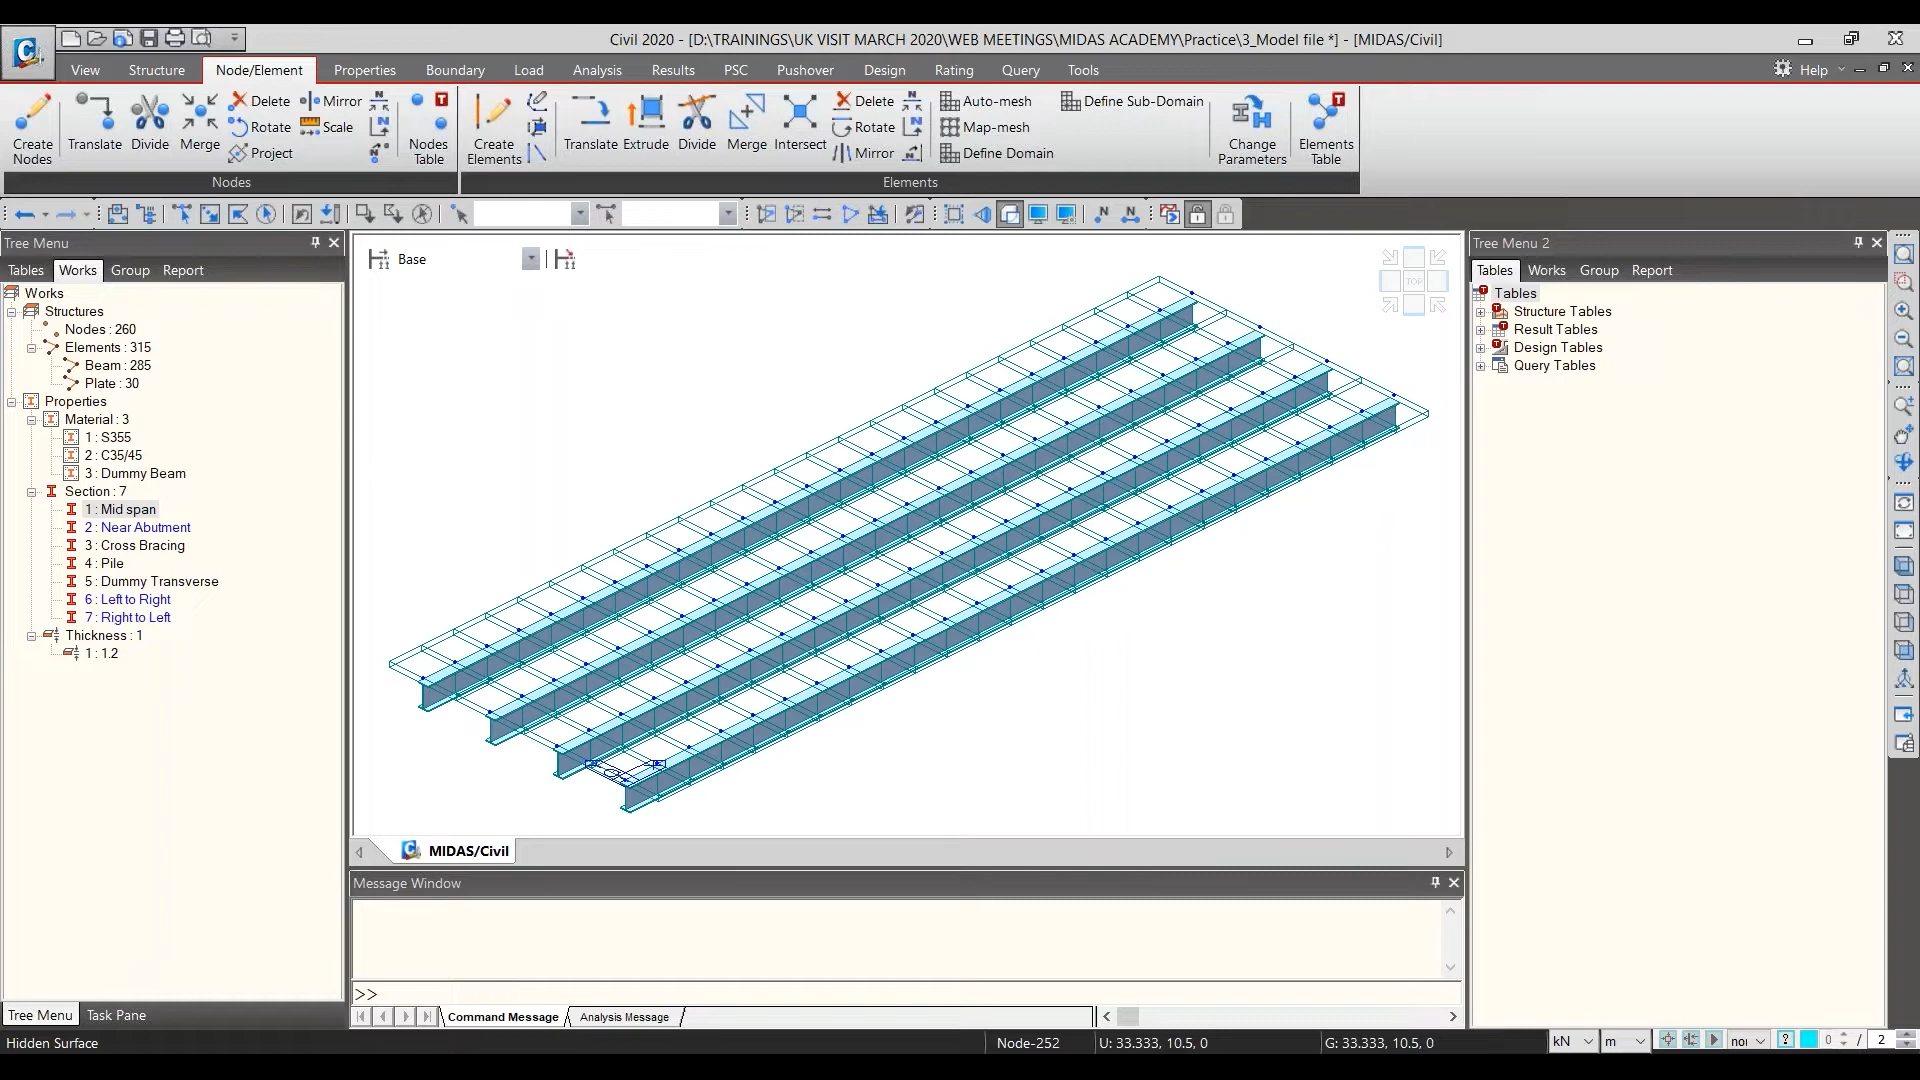 Civil 2020 - [D:\TRAININGS\UK VISIT MARCH 2020\WEB MEETINGS\MIDAS ACADEMY\Practice\3_Model file *] - [MIDAS/Civil]
View Structure Node/Element Properties Boundary Load Analysis Results PSC Pushover Design Rating Query Tools Help
Create Nodes
Translate
Divide
Merge
Delete
Rotate
Project
Mirror
Scale
Nodes Table
Create Elements
Translate
Extrude
Divide
Merge
Intersect
Delete
Rotate
Mirror
Auto-mesh
Map-mesh
Define Domain
Define Sub-Domain
Change Parameters
Elements Table
Nodes
Elements
Tree Menu
Tables Works Group Report
Works
Structures
Nodes : 260
Elements : 315
Beam : 285
Plate : 30
Properties
Material : 3
1 : S355
2 : C35/45
3 : Dummy Beam
Section : 7
1 : Mid span
2 : Near Abutment
3 : Cross Bracing
4 : Pile
5 : Dummy Transverse
6 : Left to Right
7 : Right to Left
Thickness : 1
1 : 1.2
Tree Menu Task Pane
Base
TOP
MIDAS/Civil
Message Window
>>
Command Message Analysis Message
Tree Menu 2
Tables Works Group Report
Tables
Structure Tables
Result Tables
Design Tables
Query Tables
Hidden Surface
Node-252
U: 33.333, 10.5, 0
G: 33.333, 10.5, 0
kN
m
0 / 2